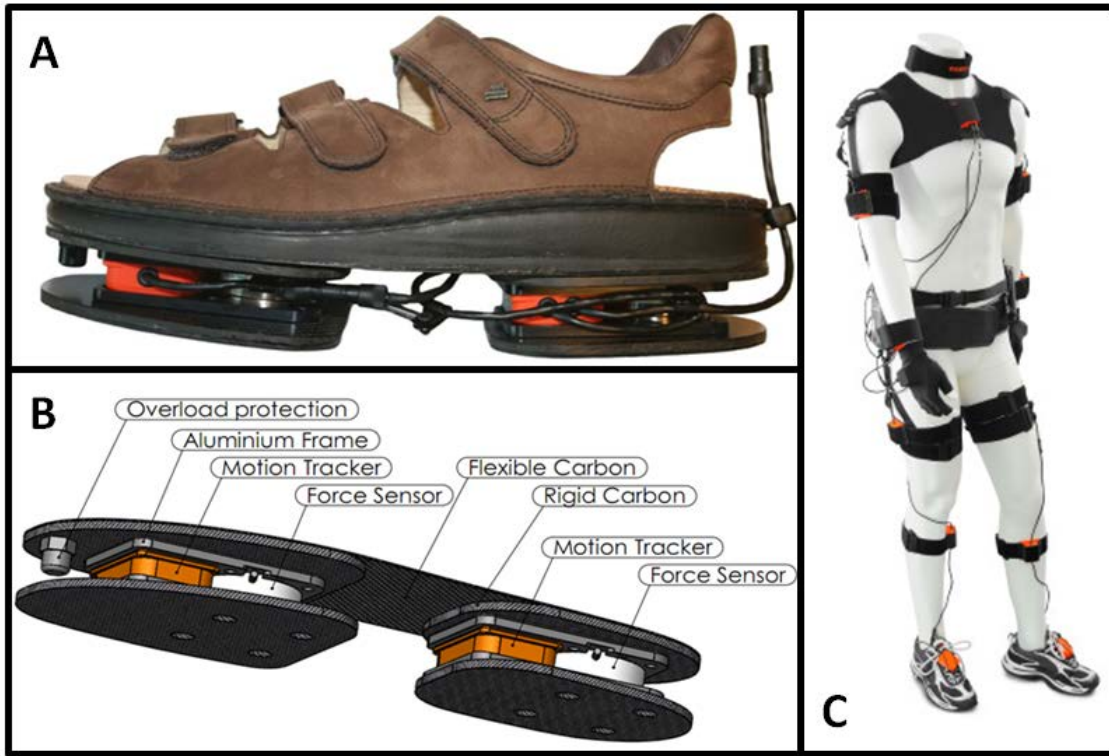 A
B
Overload protection
Aluminium Frame
Motion Tracker
Force Sensor
Flexible Carbon
Rigid Carbon
Motion Tracker
Force Sensor
C